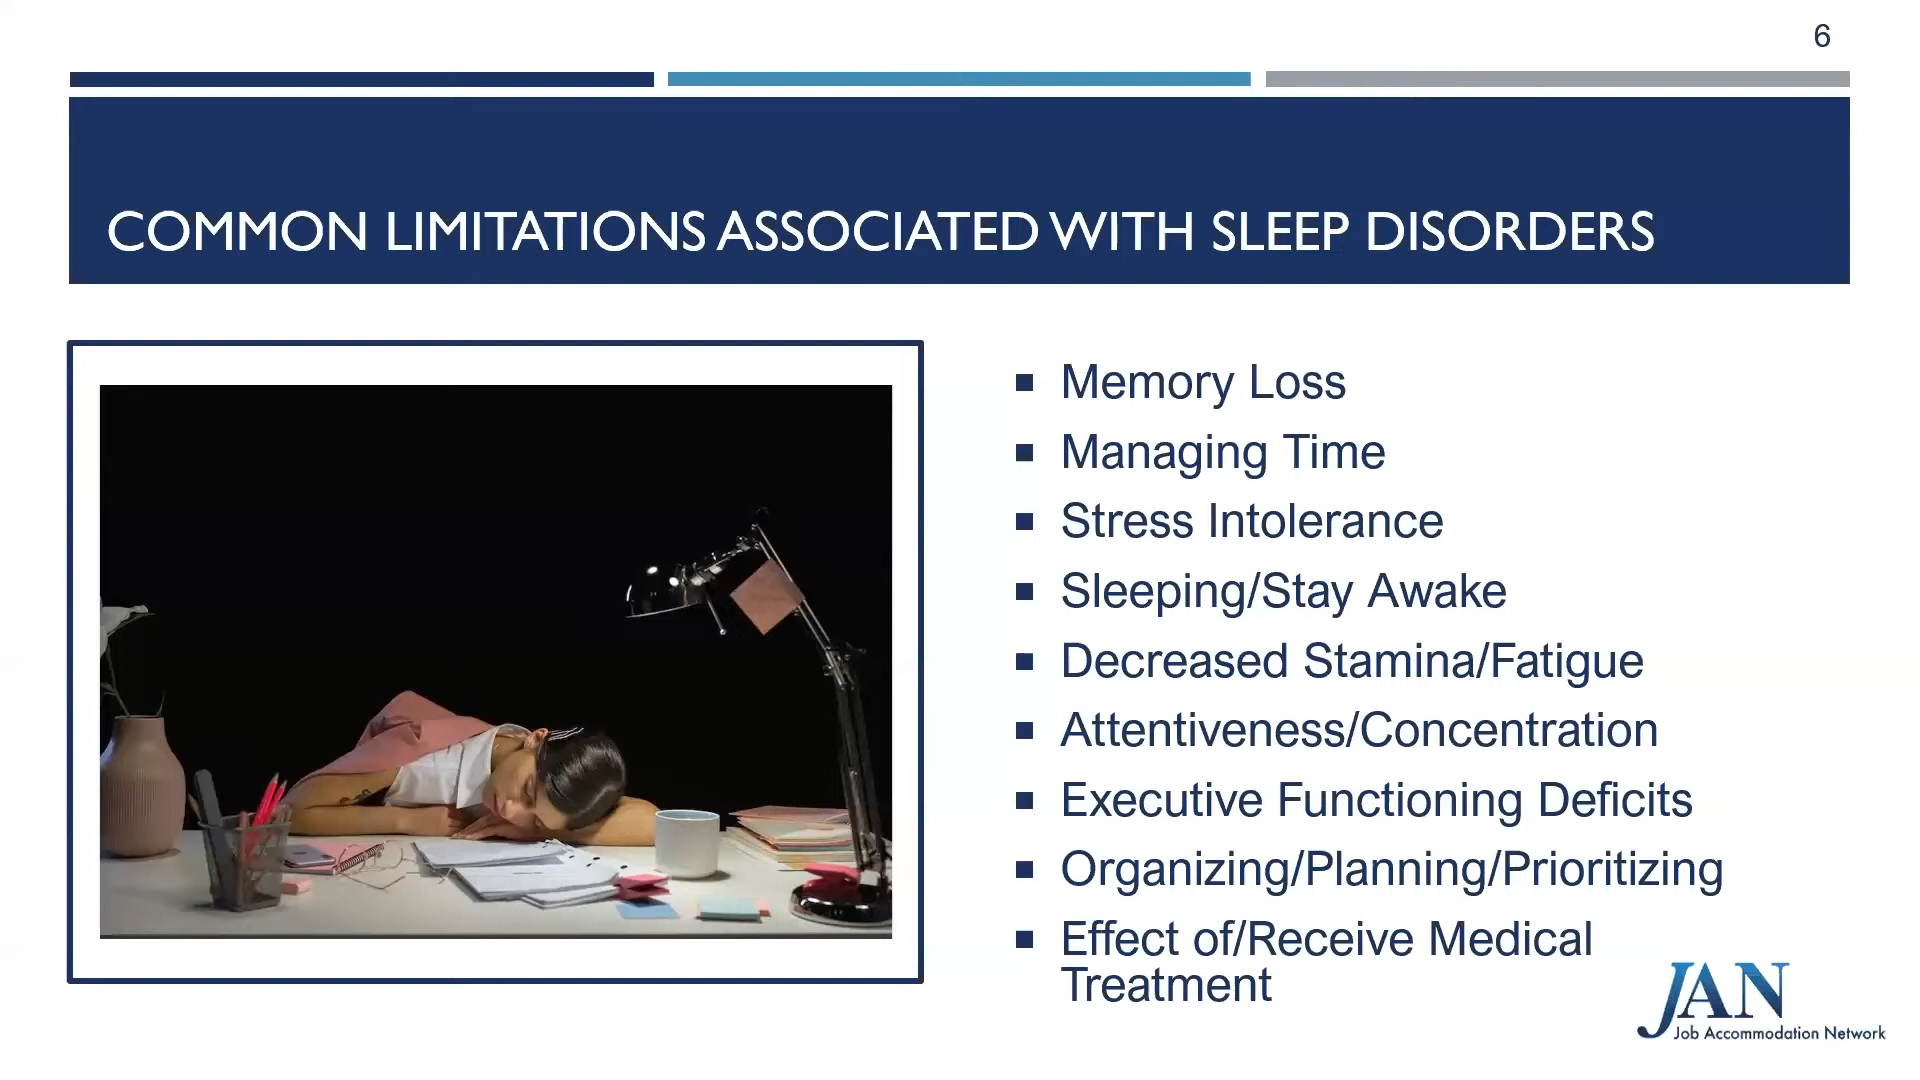 6
COMMON LIMITATIONS ASSOCIATED WITH SLEEP DISORDERS
Memory Loss
Managing Time
Stress Intolerance
Sleeping/Stay Awake
Decreased Stamina/Fatigue
Attentiveness/Concentration
Executive Functioning Deficits
Organizing/Planning/Prioritizing
Effect of/Receive Medical
Treatment
JAN
Job Accommodation Network